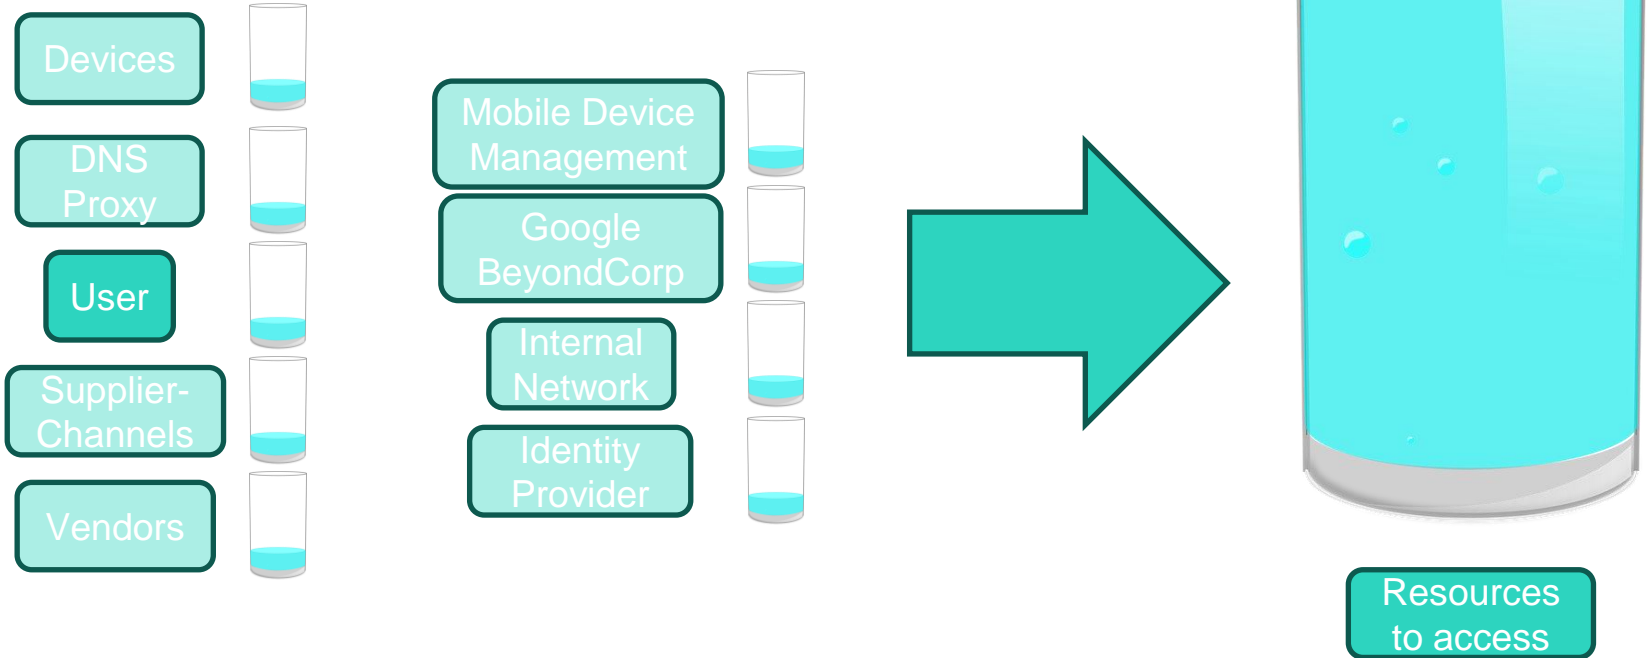 Devices
DNS
Proxy
User
Supplier-
Channels
Vendors
Mobile Device
Management
Google
BeyondCorp
Internal
Network
Identity
Provider
Resources
to access